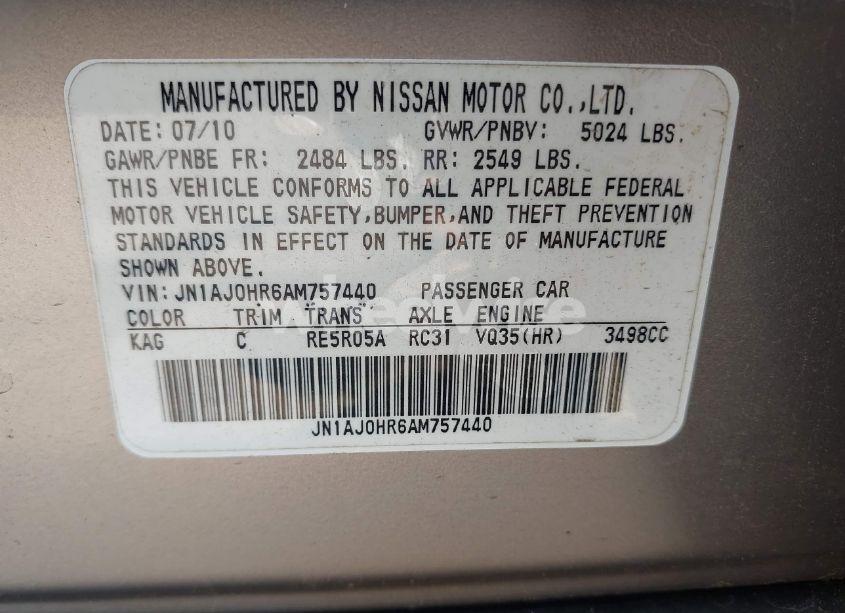 MANUFACTURED BY NISSAN MOTOR CO.,LTD.
DATE: 07/10 GVWR/PNBV: 5024 LBS.
GAWR/PNBE FR: 2484 LBS. RR: 2549 LBS.
THIS VEHICLE CONFORMS TO ALL APPLICABLE FEDERAL
MOTOR VEHICLE SAFETY,BUMPER,AND THEFT PREVENTION
STANDARDS IN EFFECT ON THE DATE OF MANUFACTURE
SHOWN ABOVE.
VIN: JN1AJ0HR6AM757440 PASSENGER CAR
COLOR TRIM TRANS AXLE ENGINE
KAG C RE5R05A RC31 VQ35(HR) 3498CC
JN1AJ0HR6AM757440